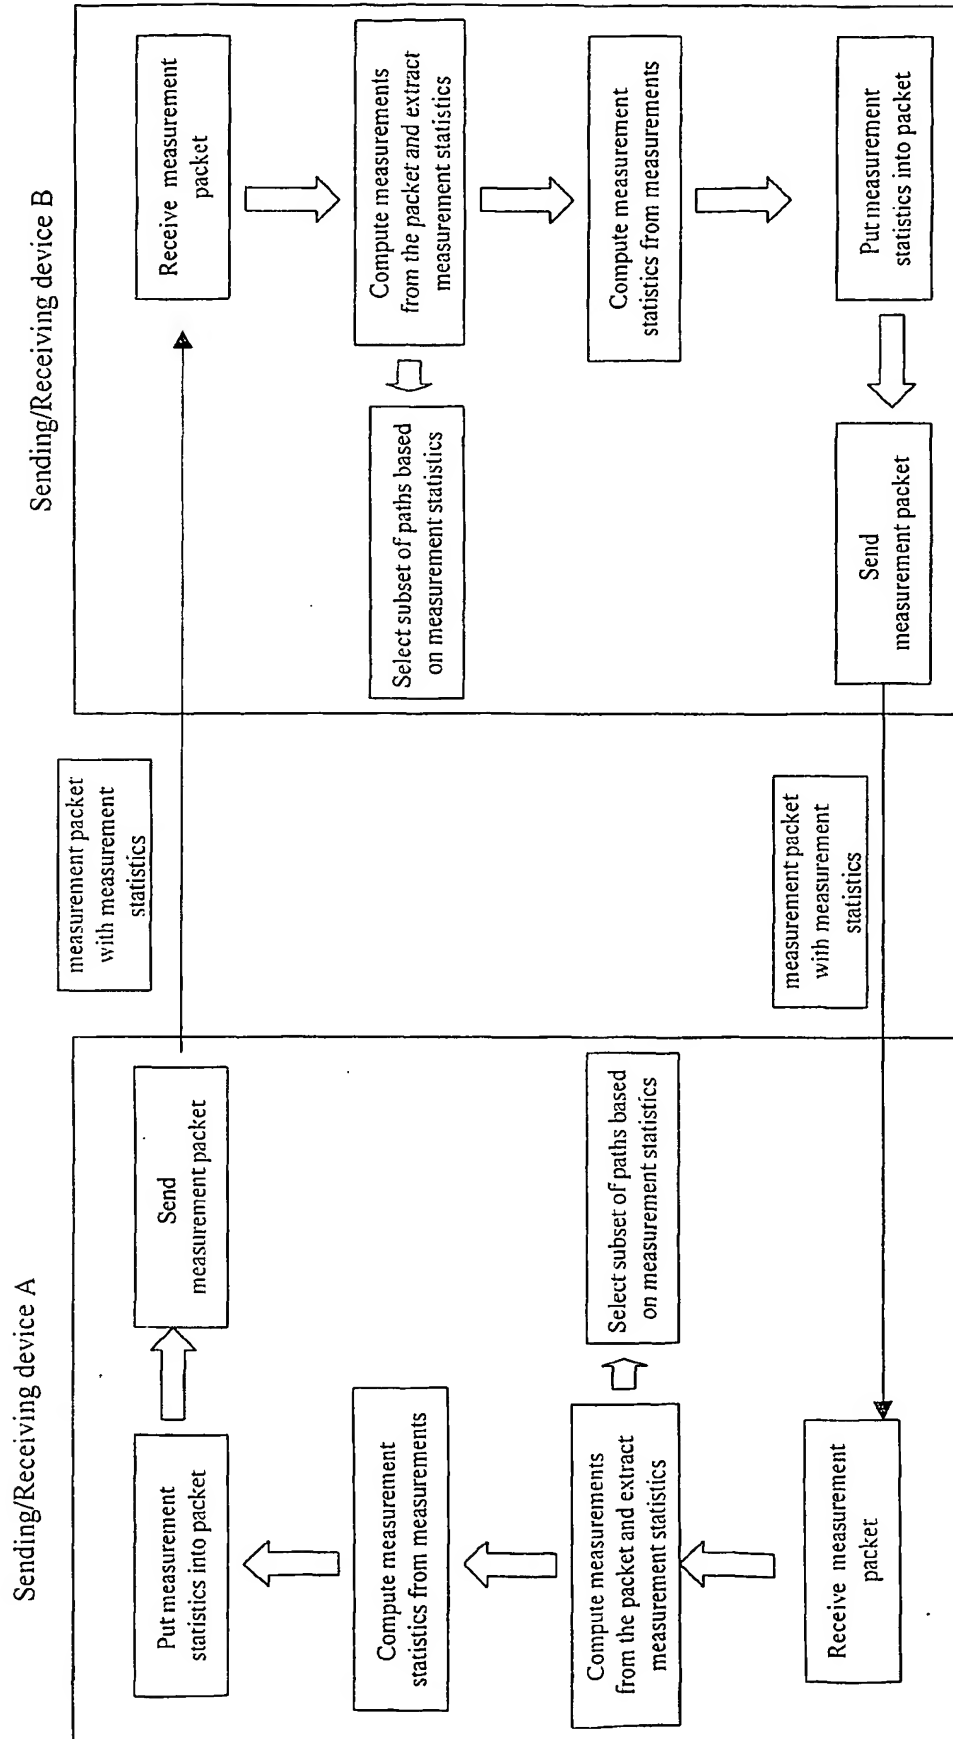 Sending/Receiving device A
Put measurement
statistics into packet
Send
measurement packet
Compute measurement
statistics from measurements
Compute measurements
from the packet and extract
measurement statistics
Select subset of paths based
on measurement statistics
Receive measurement
packet
measurement packet
with measurement
statistics
measurement packet
with measurement
statistics
Sending/Receiving device B
Receive measurement
packet
Compute measurements
from the packet and extract
measurement statistics
Select subset of paths based
on measurement statistics
Compute measurement
statistics from measurements
Put measurement
statistics into packet
Send
measurement packet